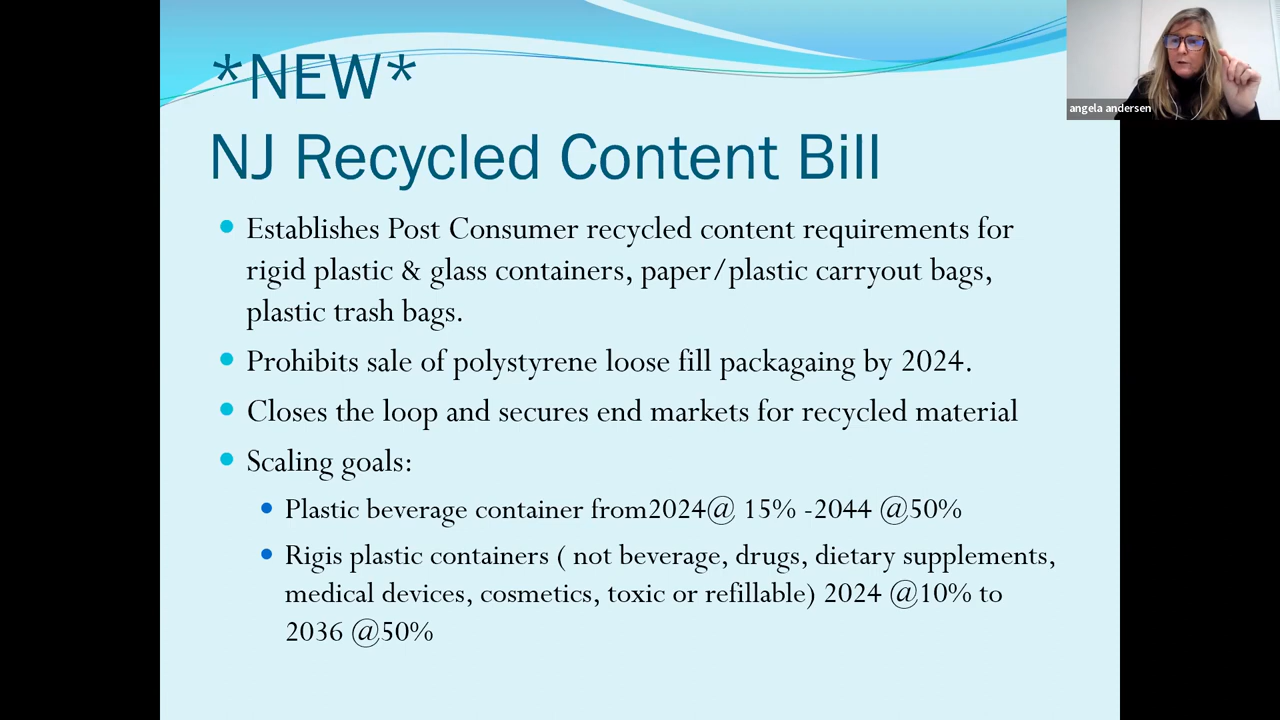 *NEW*
NJ Recycled Content Bill
Establishes Post Consumer recycled content requirements for
rigid plastic & glass containers, paper/plastic carryout bags,
plastic trash bags.
Prohibits sale of polystyrene loose fill packagaing by 2024.
Closes the loop and secures end markets for recycled material
Scaling goals:
Plastic beverage container from2024@ 15% -2044 @50%
Rigis plastic containers ( not beverage, drugs, dietary supplements,
medical devices, cosmetics, toxic or refillable) 2024 @10% to
2036 @50%
angela andersen